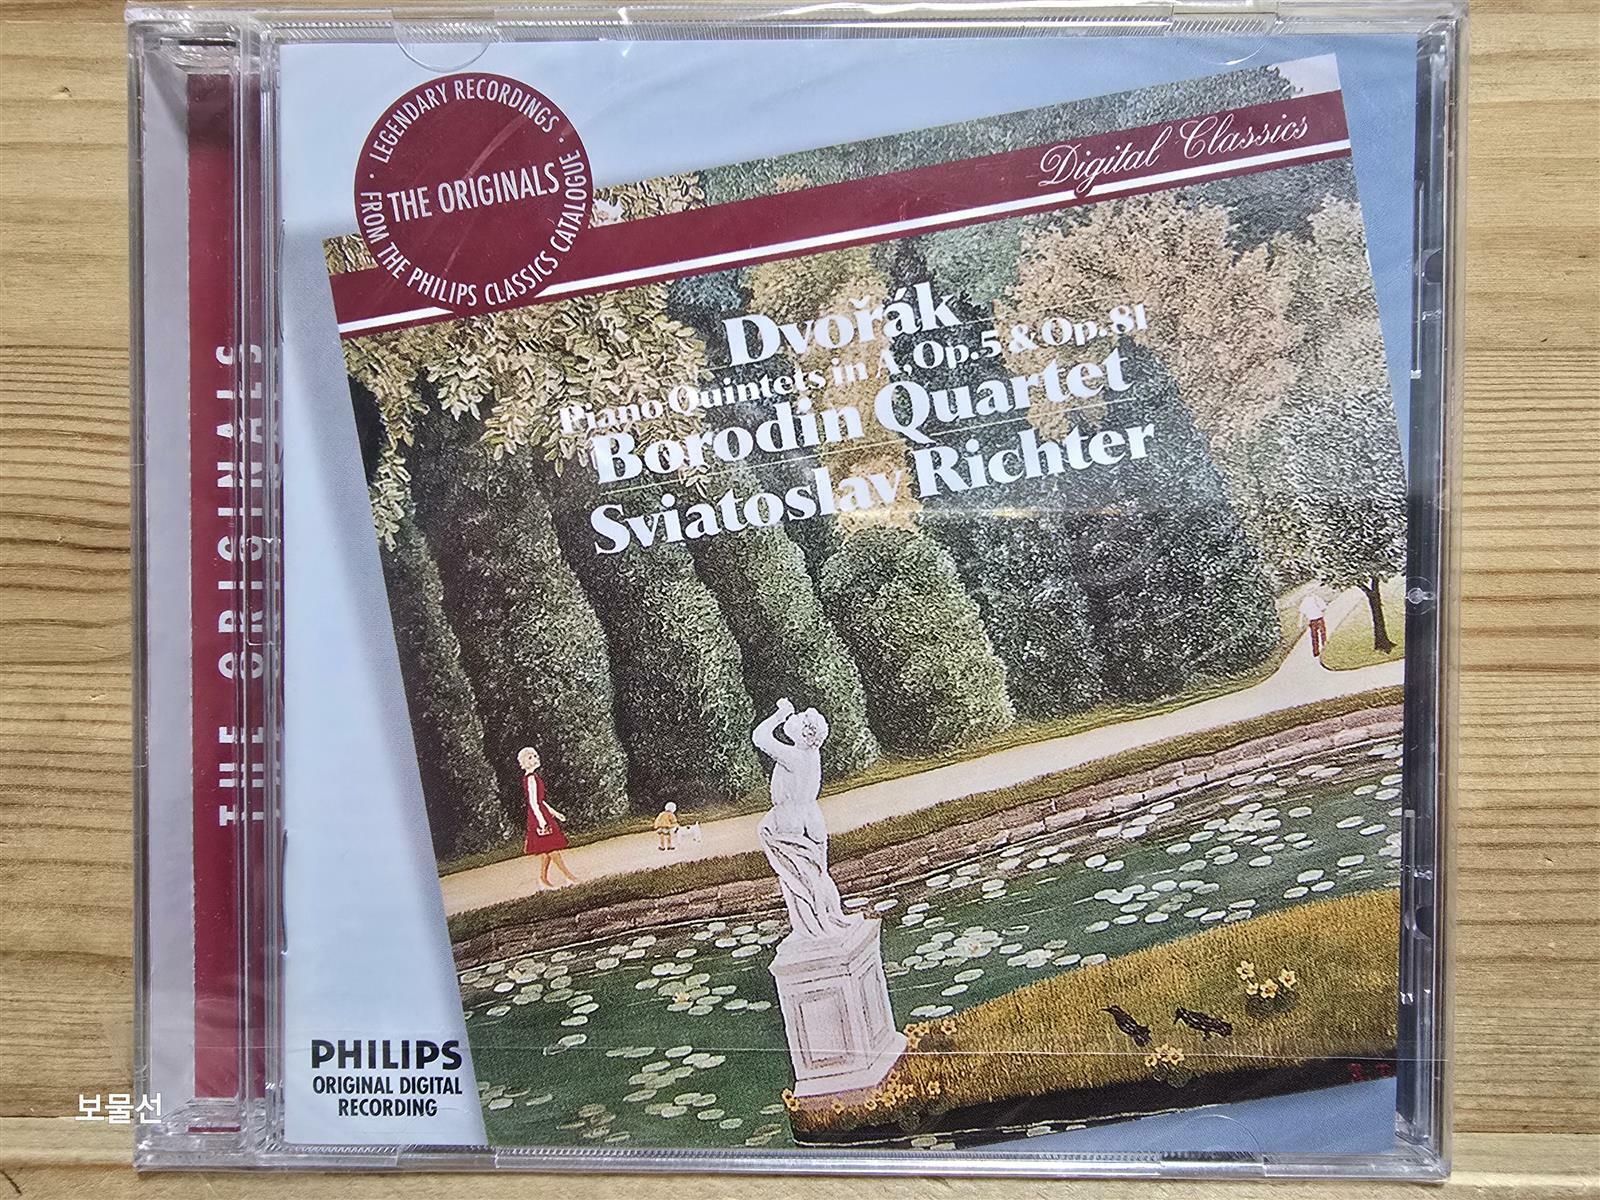 LEGENDARY RECORDINGS
THE ORIGINALS
FROM THE PHILIPS CLASSICS CATALOGUE
Digital Classics
Dvořák
Piano Quintets in A, Op.5 & Op.81
Borodin Quartet
Sviatoslav Richter
THE ORIGINALS
PHILIPS
ORIGINAL DIGITAL
RECORDING
보물선